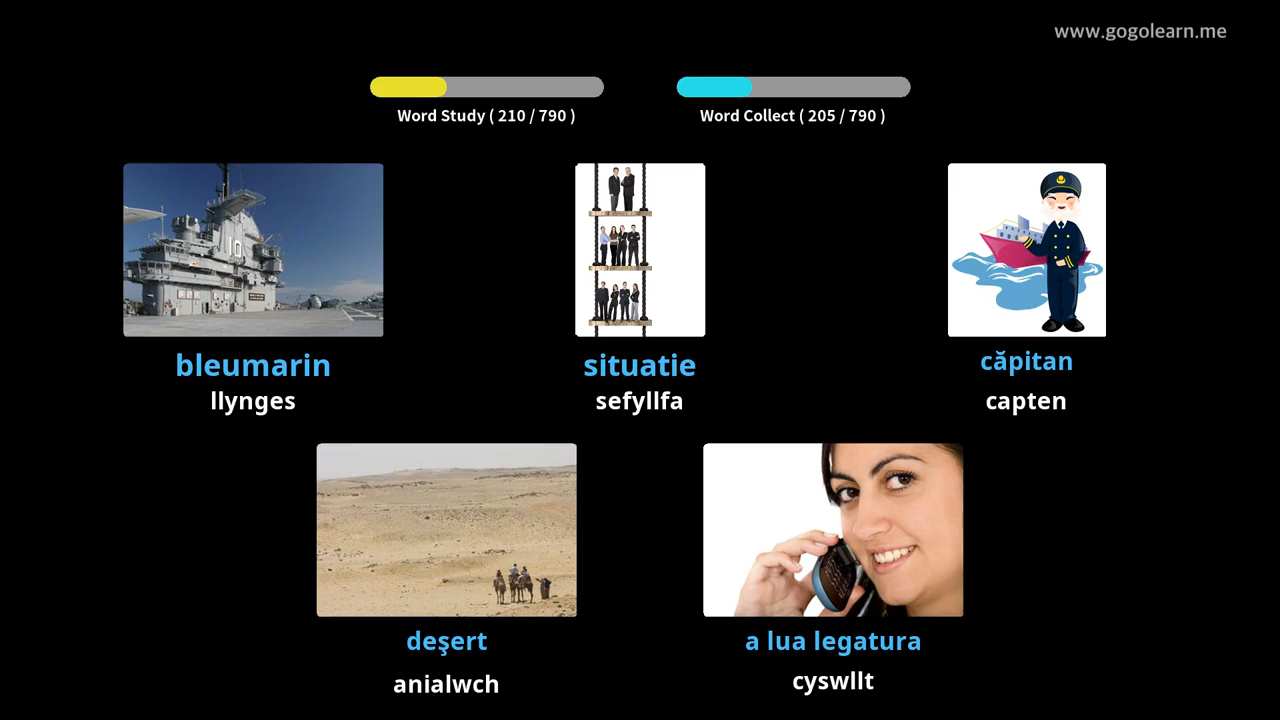 www.gogolearn.me
Word Study ( 210 / 790 )
Word Collect ( 205 / 790 )
10
bleumarin
llynges
situatie
sefyllfa
căpitan
capten
deşert
anialwch
a lua legatura
cyswllt